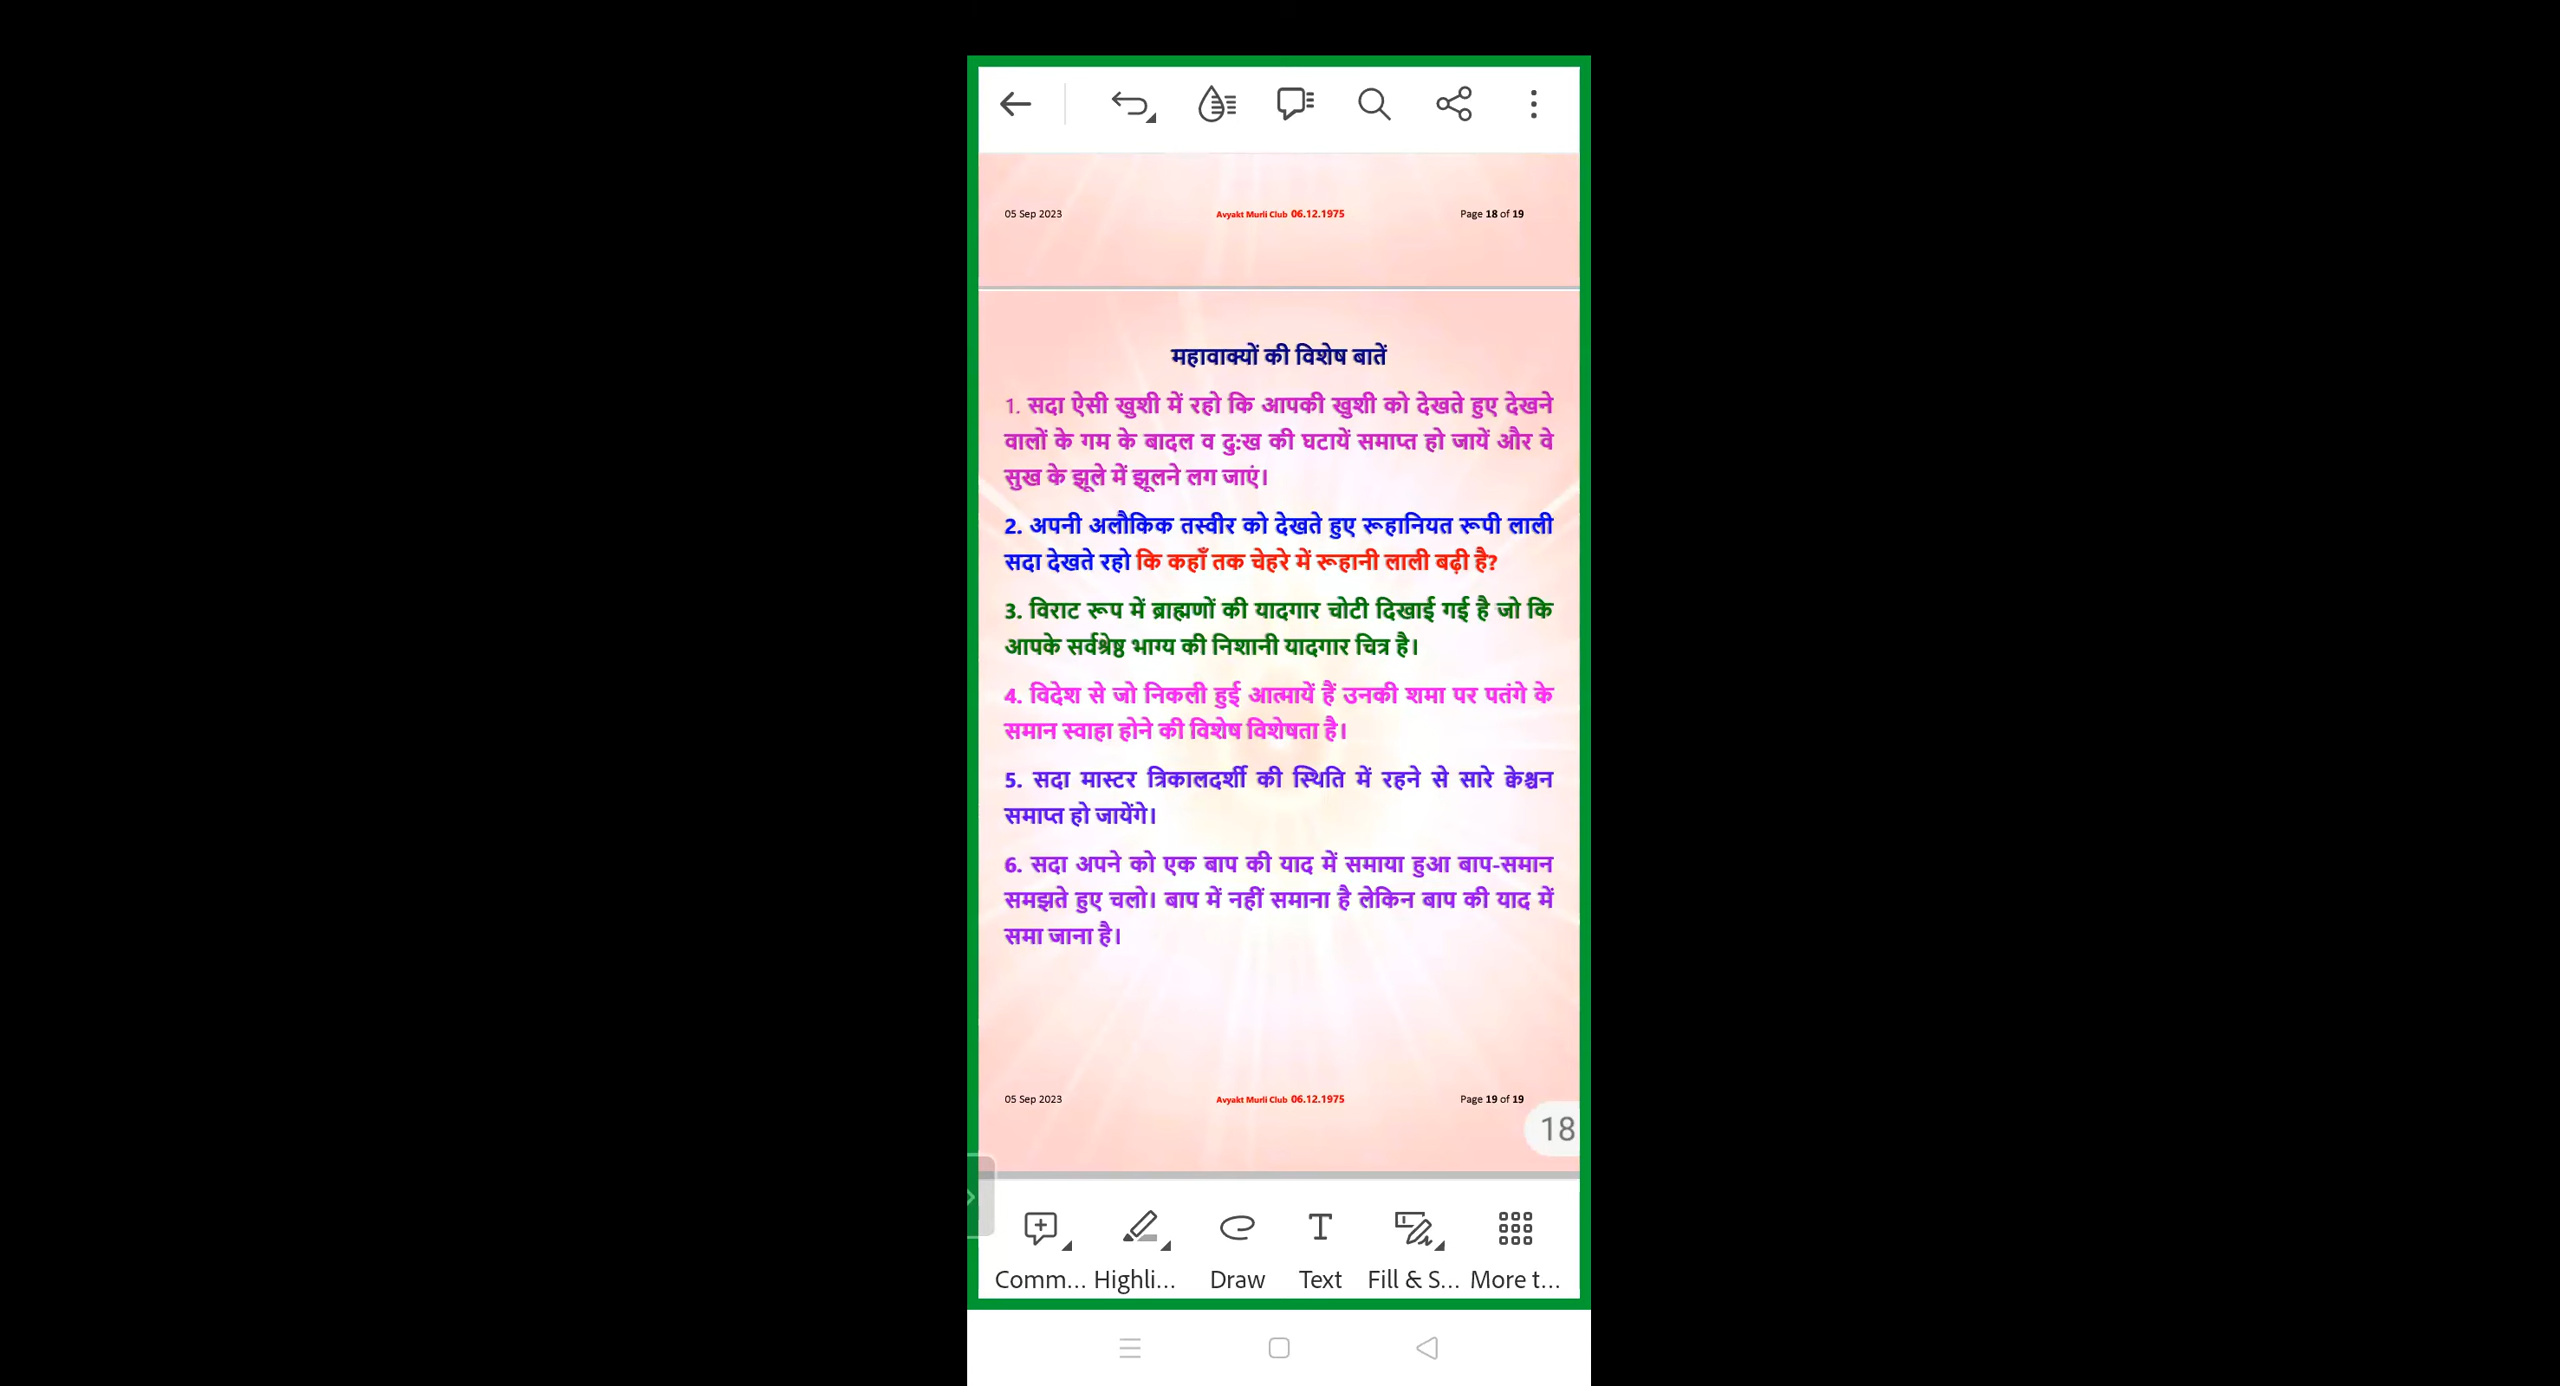 05 Sep 2023 Avyakt Murli Club 06.12.1975 Page 18 of 19
महावाक्यों की विशेष बातें
1. सदा ऐसी खुशी में रहो कि आपकी खुशी को देखते हुए देखने
वालों के गम के बादल व दु:ख की घटायें समाप्त हो जायें और वे
सुख के झूले में झूलने लग जाएं।
2. अपनी अलौकिक तस्वीर को देखते हुए रूहानियत रूपी लाली
सदा देखते रहो कि कहाँ तक चेहरे में रूहानी लाली बढ़ी है?
3. विराट रूप में ब्राह्मणों की यादगार चोटी दिखाई गई है जो कि
आपके सर्वश्रेष्ठ भाग्य की निशानी यादगार चित्र है।
4. विदेश से जो निकली हुई आत्मायें हैं उनकी शमा पर पतंगे के
समान स्वाहा होने की विशेष विशेषता है।
5. सदा मास्टर त्रिकालदर्शी की स्थिति में रहने से सारे क्वेश्चन
समाप्त हो जायेंगे।
6. सदा अपने को एक बाप की याद में समाया हुआ बाप-समान
समझते हुए चलो। बाप में नहीं समाना है लेकिन बाप की याद में
समा जाना है।
05 Sep 2023 Avyakt Murli Club 06.12.1975 Page 19 of 19
18
Comm... Highli... Draw Text Fill & S... More t...